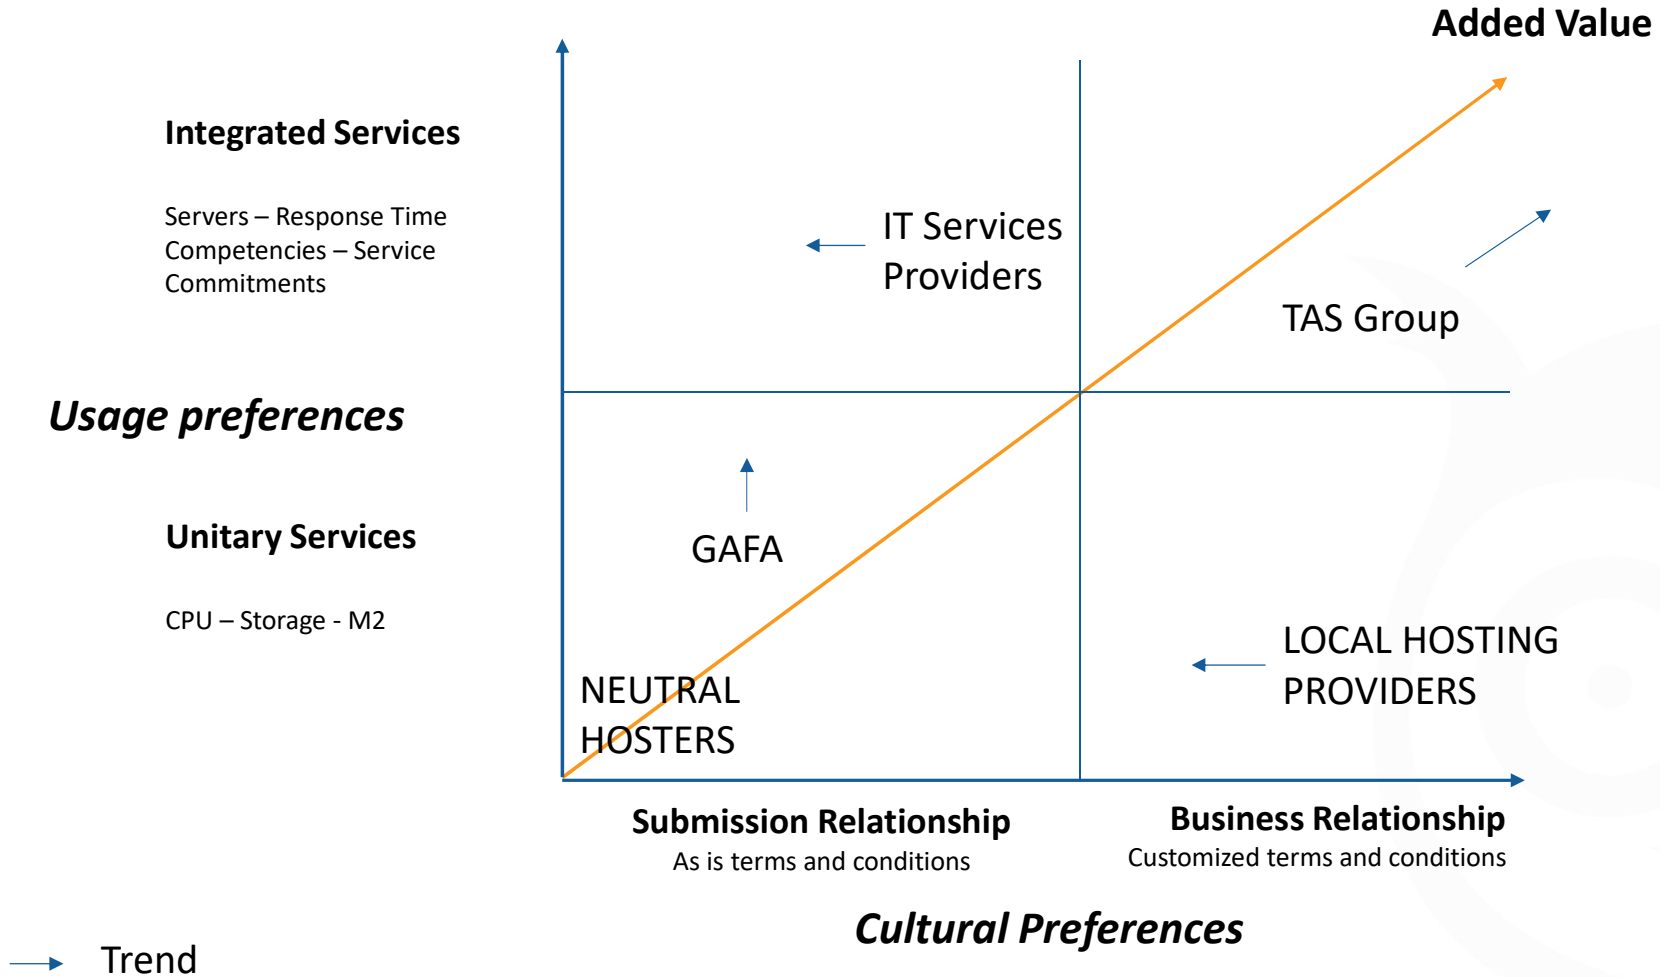 Added Value
Integrated Services
Servers – Response Time
Competencies – Service
Commitments
IT Services
Providers
TAS Group
Usage preferences
Unitary Services
CPU – Storage - M2
GAFA
NEUTRAL
HOSTERS
LOCAL HOSTING
PROVIDERS
Submission Relationship
As is terms and conditions
Business Relationship
Customized terms and conditions
Cultural Preferences
Trend